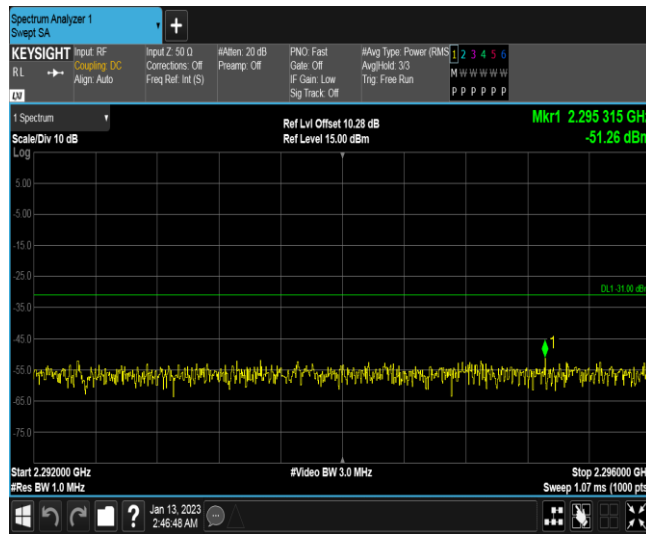 Spectrum Analyzer 1
Swept SA
+
KEYSIGHT
RL
LXI
Input: RF
Coupling: DC
Align: Auto
Input Z: 50 Ω
Corrections: Off
Freq Ref: Int (S)
#Atten: 20 dB
Preamp: Off
PNO: Fast
Gate: Off
IF Gain: Low
Sig Track: Off
#Avg Type: Power (RMS
Avg|Hold: 3/3
Trig: Free Run
1 2 3 4 5 6
M W W W W W
P P P P P P
1 Spectrum
Scale/Div 10 dB
Ref Lvl Offset 10.28 dB
Ref Level 15.00 dBm
Mkr1 2.295 315 GHz
-51.26 dBm
Log
5.00
-5.00
-15.0
-25.0
DL1 -31.00 dBm
-35.0
-45.0
1
-55.0
-65.0
-75.0
Start 2.292000 GHz
#Res BW 1.0 MHz
#Video BW 3.0 MHz
Stop 2.296000 GH
Sweep 1.07 ms (1000 pts
?
Jan 13, 2023
2:46:48 AM